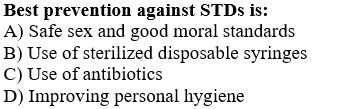 Best prevention against STDs is:
A) Safe sex and good moral standards
B) Use of sterilized disposable syringes
C) Use of antibiotics
D) Improving personal hygiene